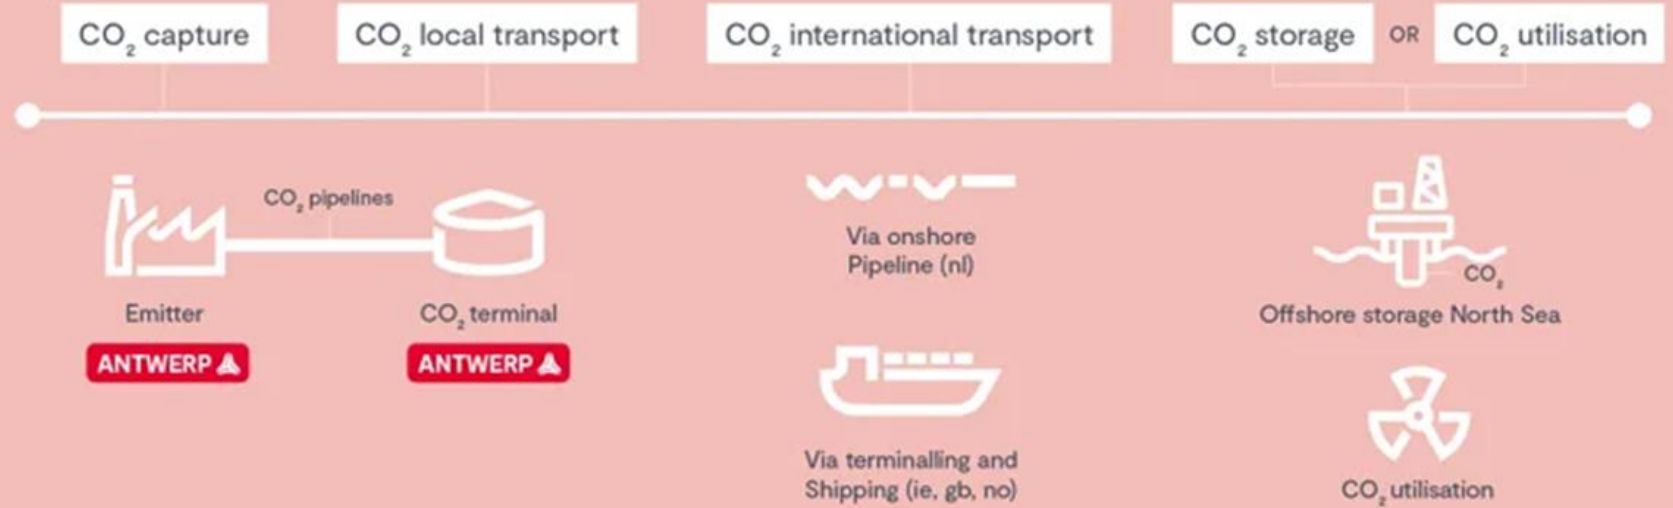 CO₂ capture
CO₂ local transport
CO₂ international transport
CO₂ storage OR CO₂ utilisation
CO₂ pipelines
Emitter
ANTWERP
CO₂ terminal
ANTWERP
Via onshore
Pipeline (nl)
Via terminalling and
Shipping (ie, gb, no)
CO₂
Offshore storage North Sea
CO₂ utilisation